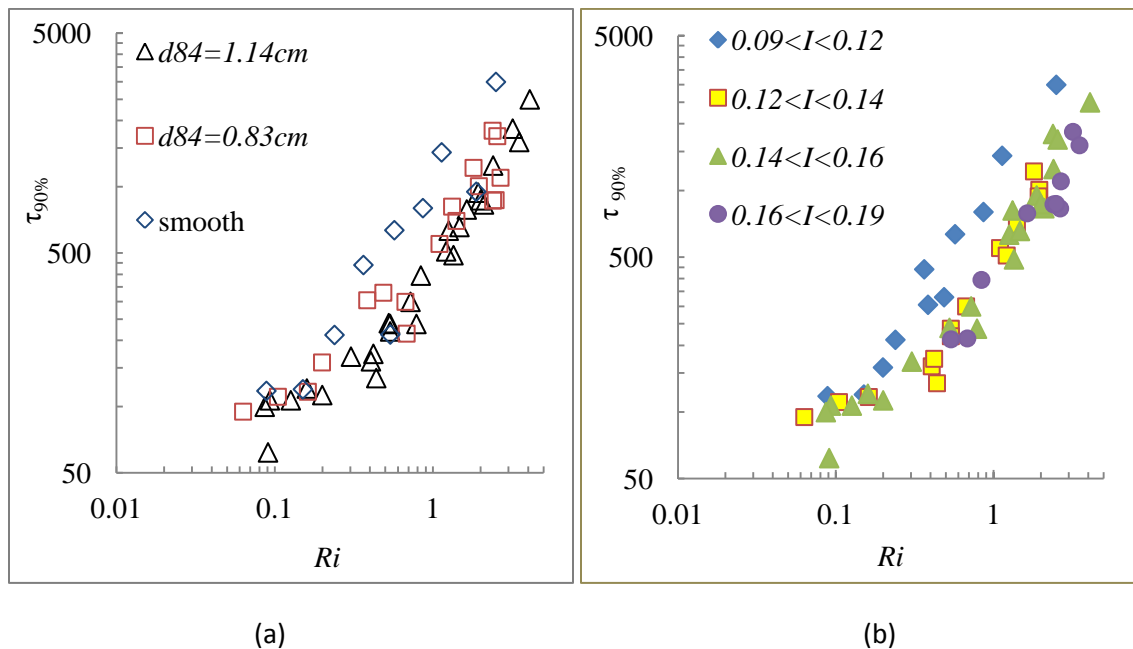 5000
500
50
0.01
0.1
1
τ90%
Ri
d84=1.14cm
d84=0.83cm
smooth
(a)
5000
500
50
0.01
0.1
1
τ90%
Ri
0.09<I<0.12
0.12<I<0.14
0.14<I<0.16
0.16<I<0.19
(b)